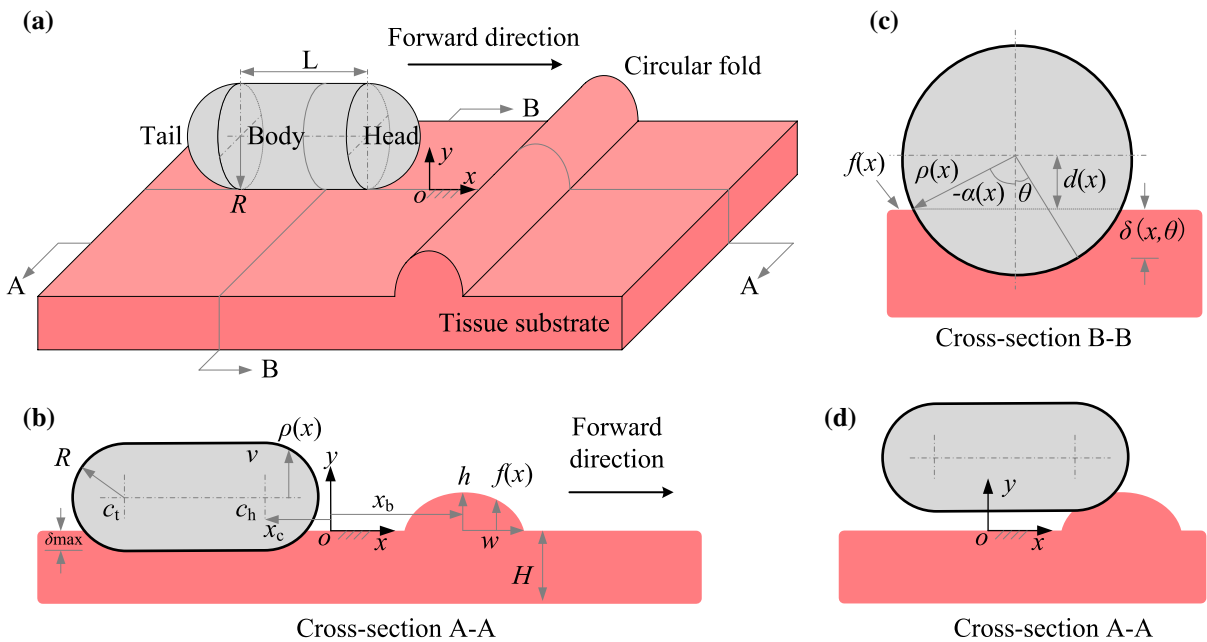 (a)
L
Forward direction
Circular fold
B
Tail
Body
Head
y
x
o
R
A
A
Tissue substrate
B
(b)
R
v
ρ(x)
y
Forward
direction
h
f(x)
x_b
c_t
c_h
x_c
o
x
w
δmax
H
Cross-section A-A
(c)
f(x)
ρ(x)
d(x)
-α(x)
θ
δ(x,θ)
Cross-section B-B
(d)
y
o
x
Cross-section A-A